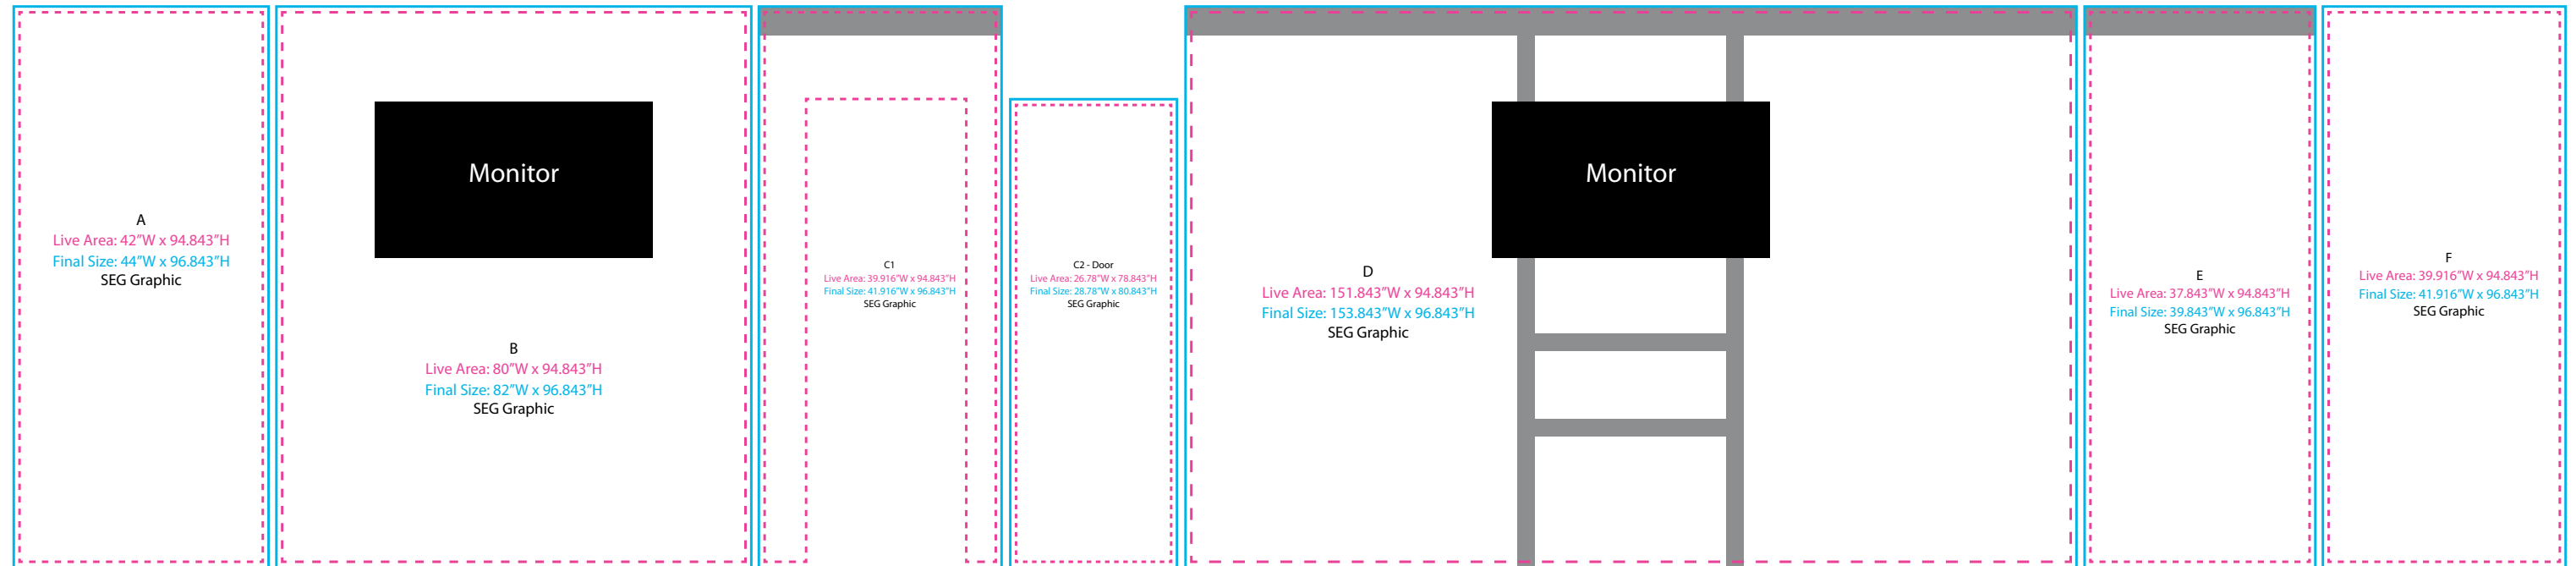 A
Live Area: 42”W x 94.843”H
Final Size: 44”W x 96.843”H
SEG Graphic
Monitor
B
Live Area: 80”W x 94.843”H
Final Size: 82”W x 96.843”H
SEG Graphic
C1
Live Area: 39.916”W x 94.843”H
Final Size: 41.916”W x 96.843”H
SEG Graphic
C2 - Door
Live Area: 26.78”W x 78.843”H
Final Size: 28.78”W x 80.843”H
SEG Graphic
Monitor
D
Live Area: 151.843”W x 94.843”H
Final Size: 153.843”W x 96.843”H
SEG Graphic
E
Live Area: 37.843”W x 94.843”H
Final Size: 39.843”W x 96.843”H
SEG Graphic
F
Live Area: 39.916”W x 94.843”H
Final Size: 41.916”W x 96.843”H
SEG Graphic